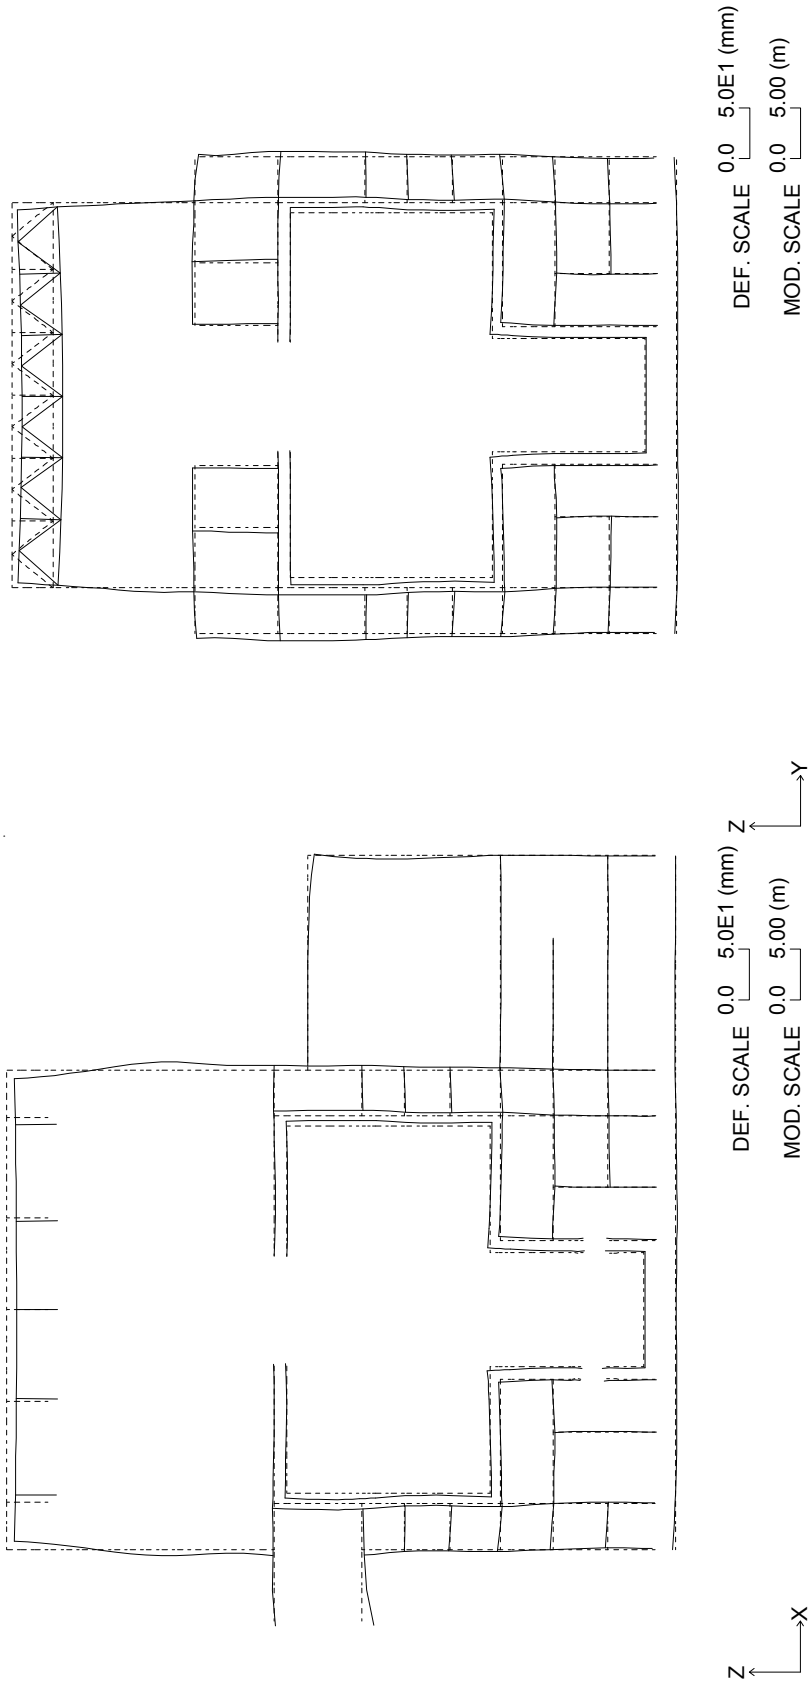 DEF. SCALE 0.0 5.0E1 (mm)
MOD. SCALE 0.0 5.00 (m)
Z
Y
DEF. SCALE 0.0 5.0E1 (mm)
MOD. SCALE 0.0 5.00 (m)
Z
X